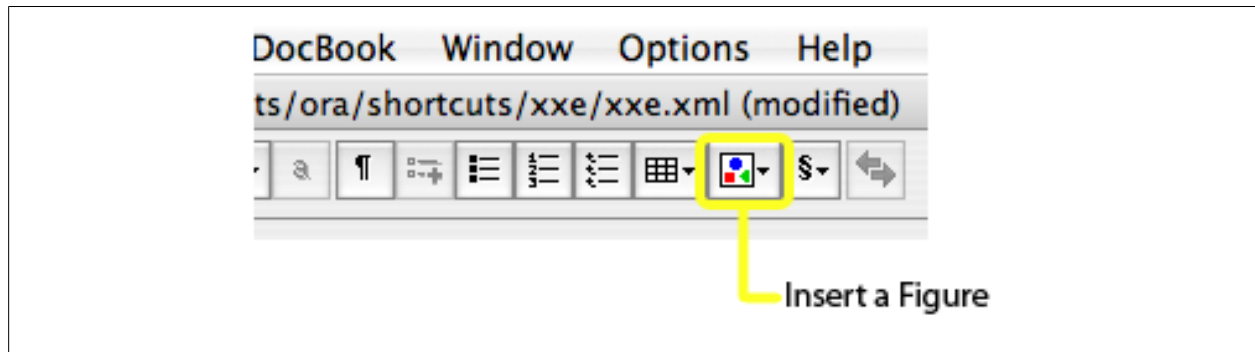 DocBook Window Options Help
ts/ora/shortcuts/xxe/xxe.xml (modified)
a ¶ § 
Insert a Figure